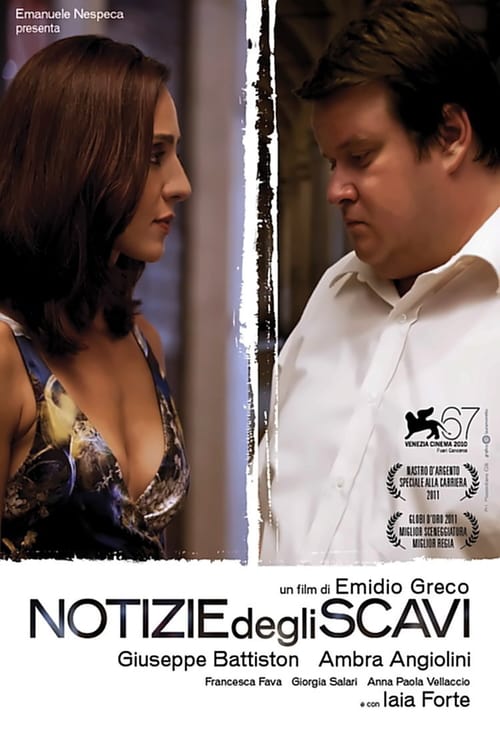 Emanuele Nespeca
presenta
67
VENEZIA CINEMA 2010
Fuori Concorso
NASTRO D'ARGENTO
SPECIALE ALLA CARRIERA
2011
GLOBI D'ORO 2011
MIGLIOR SCENEGGIATURA
MIGLIOR REGIA
un film di Emidio Greco
NOTIZIE degli SCAVI
Giuseppe Battiston Ambra Angiolini
Francesca Fava Giorgia Salari Anna Paola Vellaccio
e con Iaia Forte